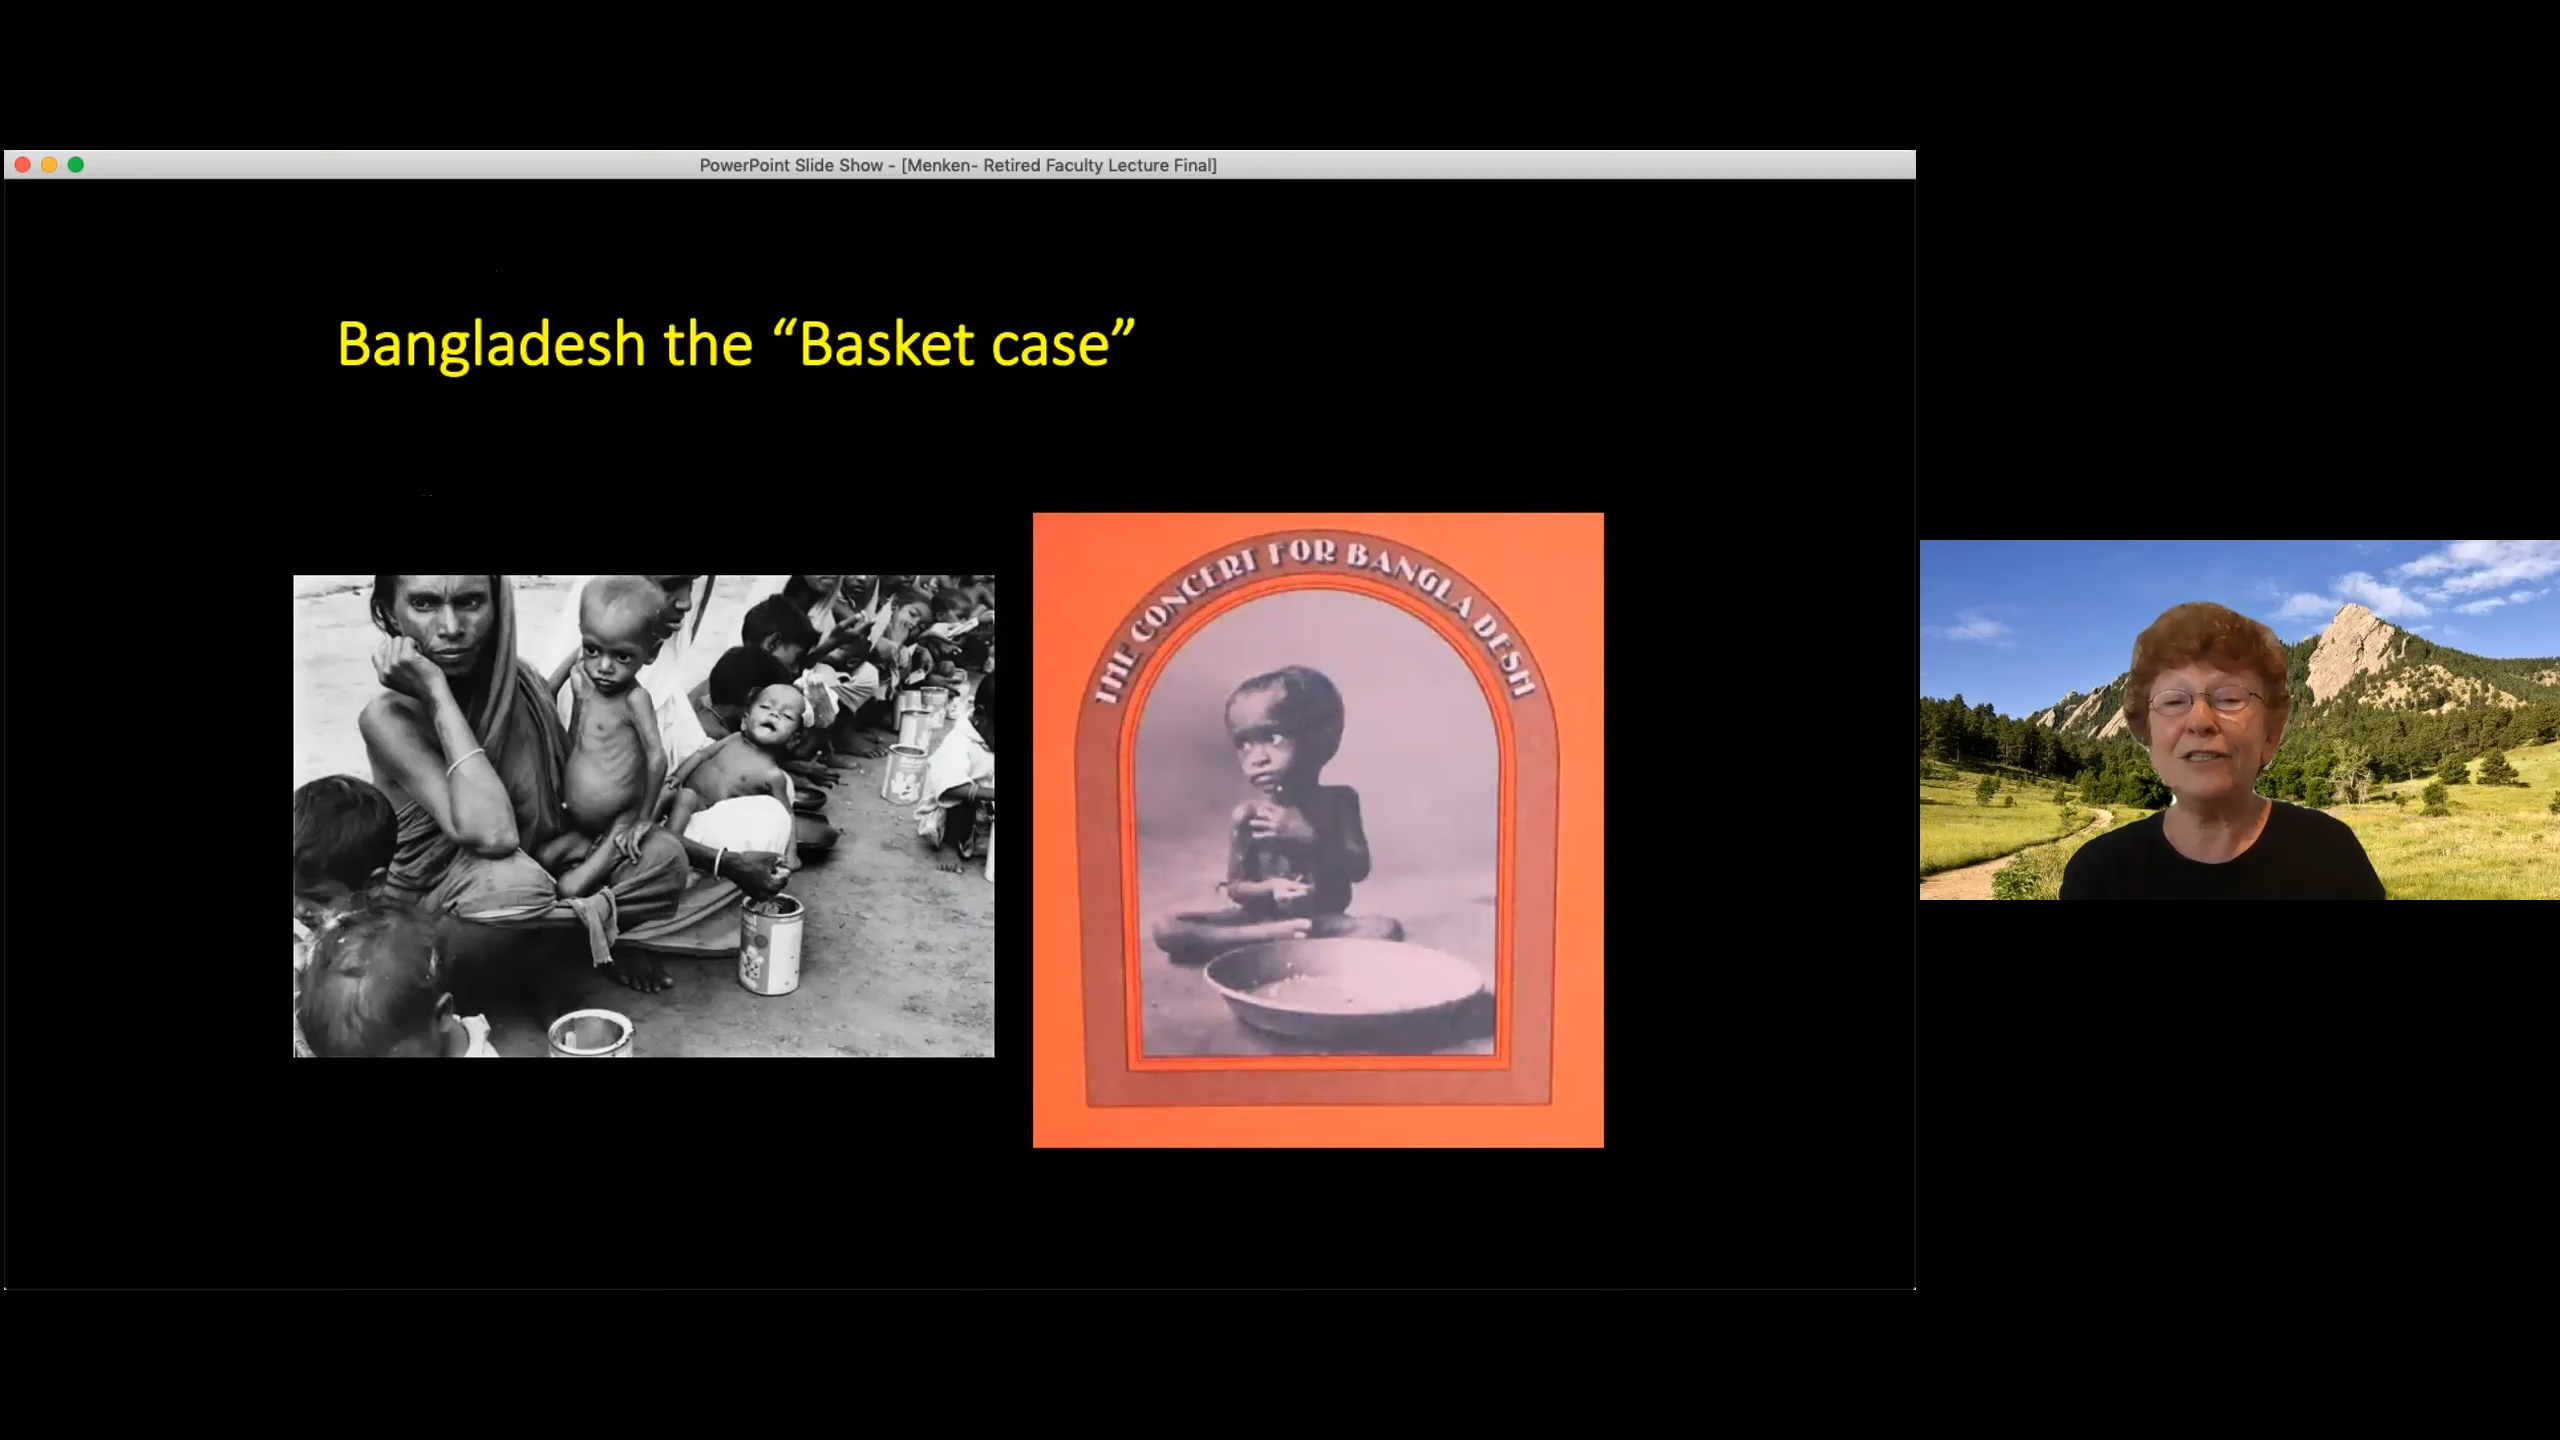 PowerPoint Slide Show - [Menken- Retired Faculty Lecture Final]
Bangladesh the “Basket case”
THE CONCERT FOR BANGLA DESH